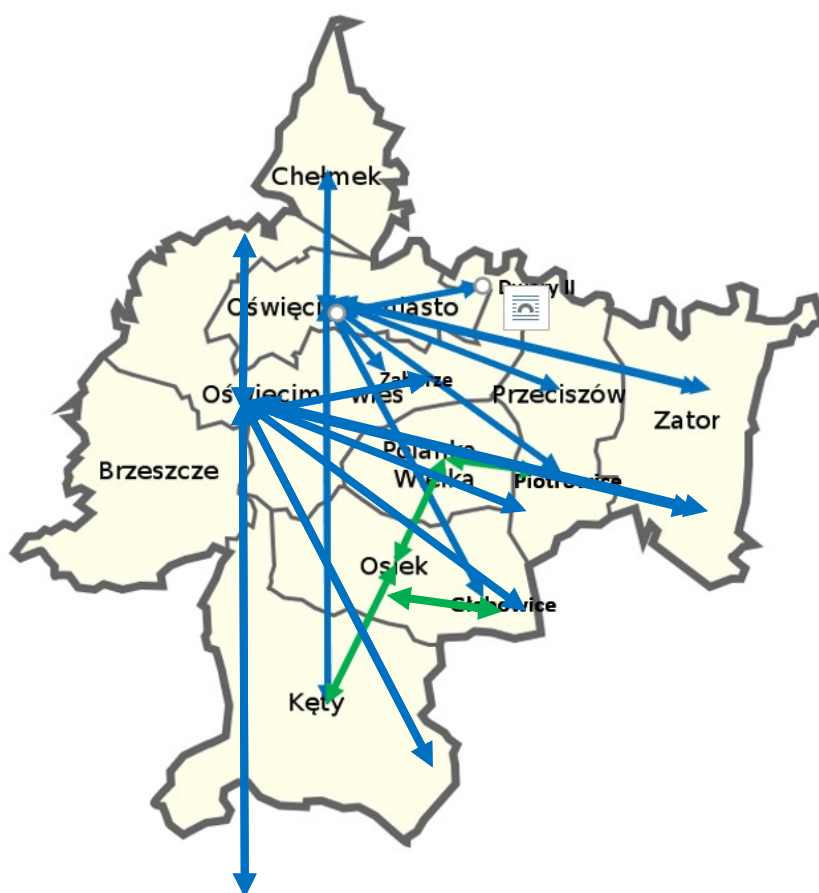 Chełmek
Dwory II
Oświęcim miasto
Zaborze
Oświęcim wieś
Przeciszów
Zator
Polanka
Wielka
Brzeszcze
Piotrowice
Osiek
Głębowice
Kęty